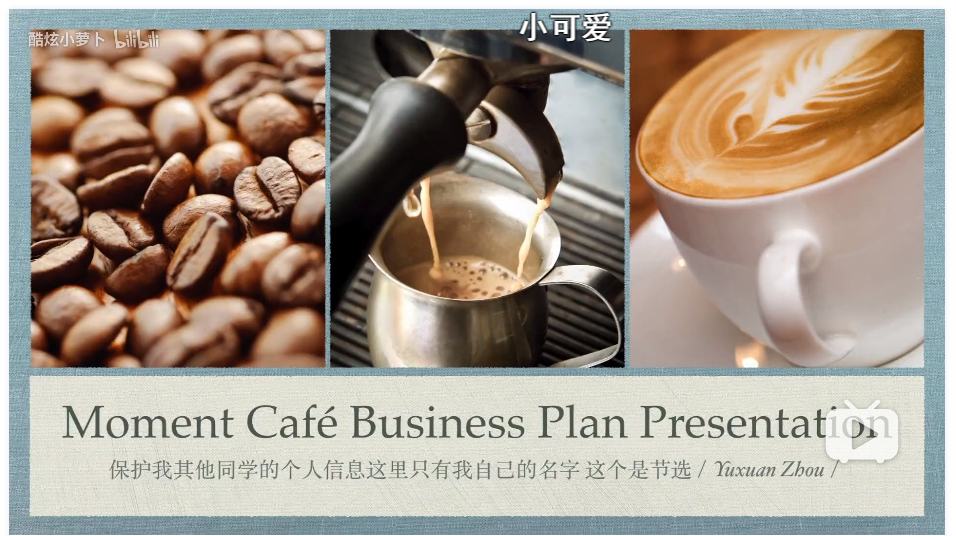 小可爱
酷炫小萝卜 bilibili
Moment Café Business Plan Presentation
保护我其他同学的个人信息这里只有我自己的名字 这个是节选 / Yuxuan Zhou /